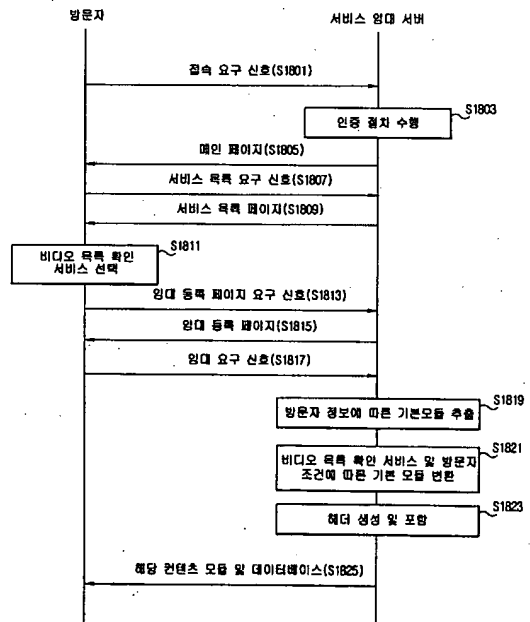 방문자
서비스 임대 서버
접속 요구 신호(S1801)
S1803
인증 절차 수행
메인 페이지(S1805)
서비스 목록 요구 신호(S1807)
서비스 목록 페이지(S1809)
S1811
비디오 목록 확인
서비스 선택
임대 등록 페이지 요구 신호(S1813)
임대 등록 페이지(S1815)
임대 요구 신호(S1817)
S1819
방문자 정보에 따른 기본모듈 추출
S1821
비디오 목록 확인 서비스 및 방문자
조건에 따른 기본 모듈 변환
S1823
헤더 생성 및 포함
해당 컨텐츠 모듈 및 데이터베이스(S1825)